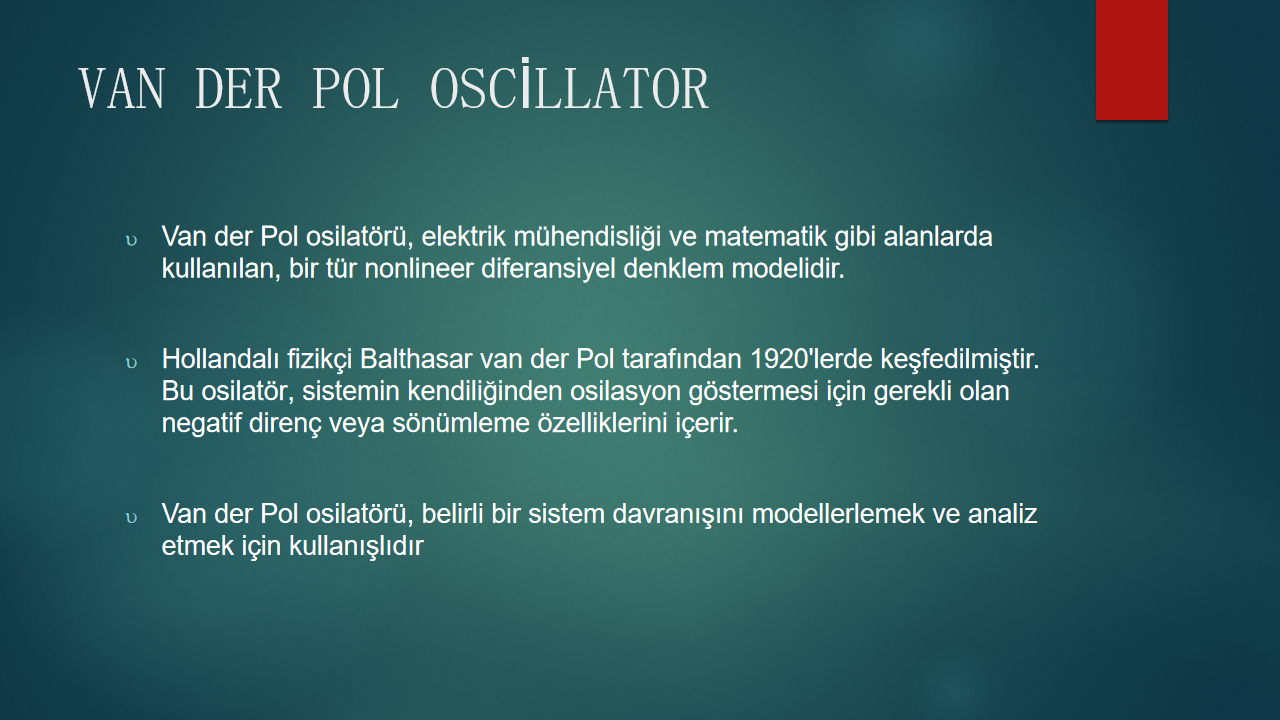 VAN DER POL OSCİLLATOR
Van der Pol osilatörü, elektrik mühendisliği ve matematik gibi alanlarda
kullanılan, bir tür nonlineer diferansiyel denklem modelidir.
Hollandalı fizikçi Balthasar van der Pol tarafından 1920'lerde keşfedilmiştir.
Bu osilatör, sistemin kendiliğinden osilasyon göstermesi için gerekli olan
negatif direnç veya sönümleme özelliklerini içerir.
Van der Pol osilatörü, belirli bir sistem davranışını modellerlemek ve analiz
etmek için kullanışlıdır